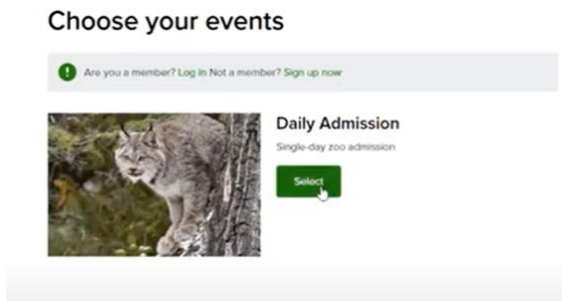 Choose your events
Are you a member? Log in Not a member? Sign up now
Daily Admission
Single-day zoo admission
Select